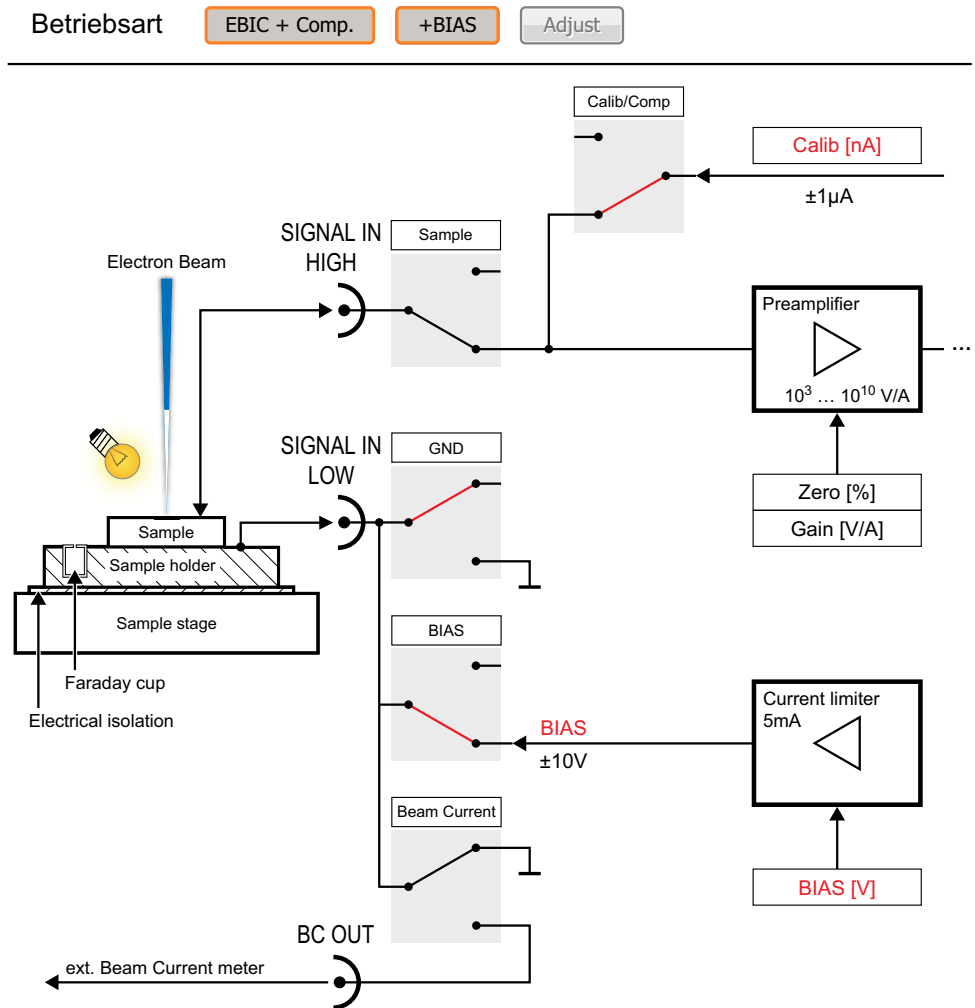 Betriebsart
EBIC + Comp.
+BIAS
Adjust
Calib/Comp
Calib [nA]
±1µA
SIGNAL IN
HIGH
Sample
Electron Beam
Preamplifier
10³ ... 10¹⁰ V/A
...
SIGNAL IN
LOW
GND
Zero [%]
Gain [V/A]
Sample
Sample holder
Sample stage
Faraday cup
Electrical isolation
BIAS
BIAS
±10V
Current limiter
5mA
Beam Current
BIAS [V]
BC OUT
ext. Beam Current meter